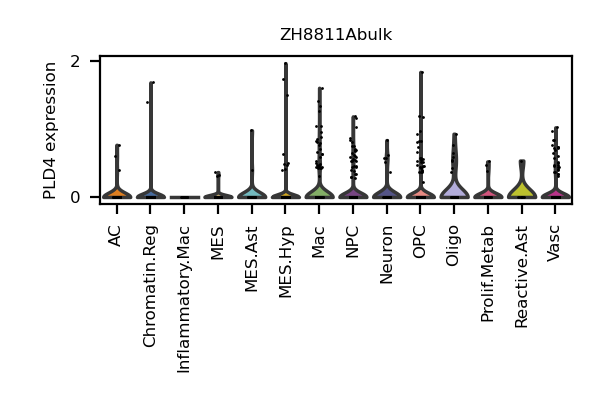 ZH8811Abulk
PLD4 expression
2
0
AC
Chromatin.Reg
Inflammatory.Mac
MES
MES.Ast
MES.Hyp
Mac
NPC
Neuron
OPC
Oligo
Prolif.Metab
Reactive.Ast
Vasc